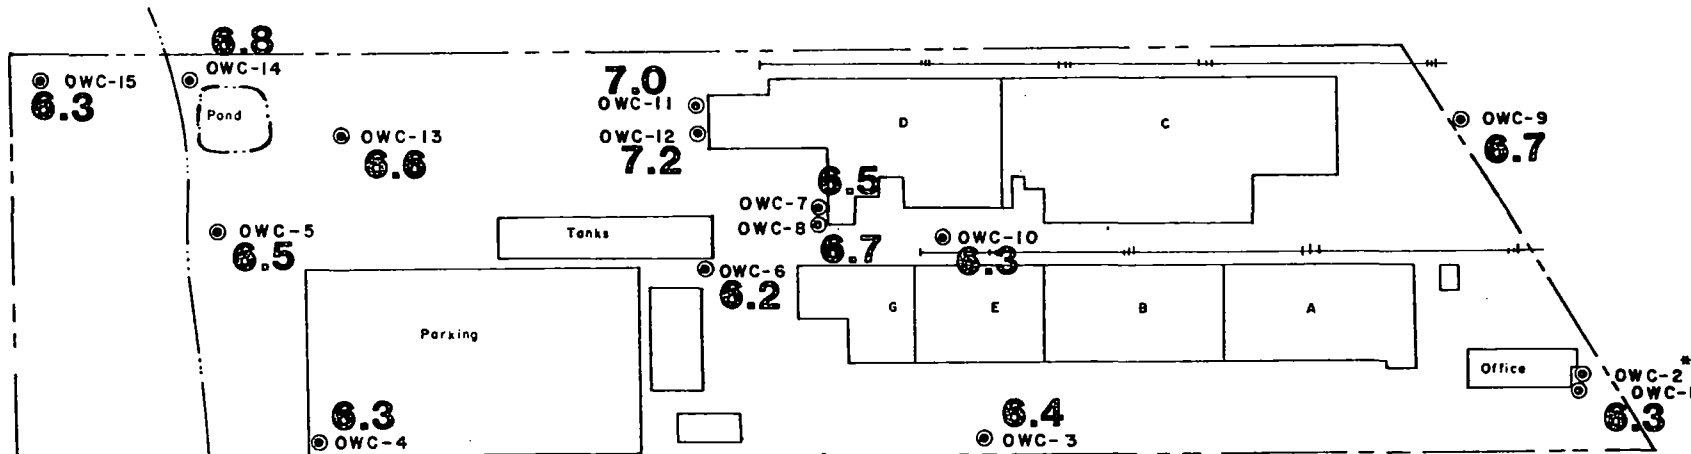 6.8
OWC-15
OWC-14
6.3
Pond
OWC-13
6.6
7.0
OWC-11
OWC-12
7.2
D
C
OWC-9
6.7
6.5
OWC-7
OWC-8
6.7
OWC-5
6.5
Tanks
OWC-10
6.3
OWC-6
6.2
G
E
B
A
Parking
Office
OWC-2*
OWC-1
6.3
6.3
OWC-4
6.4
OWC-3